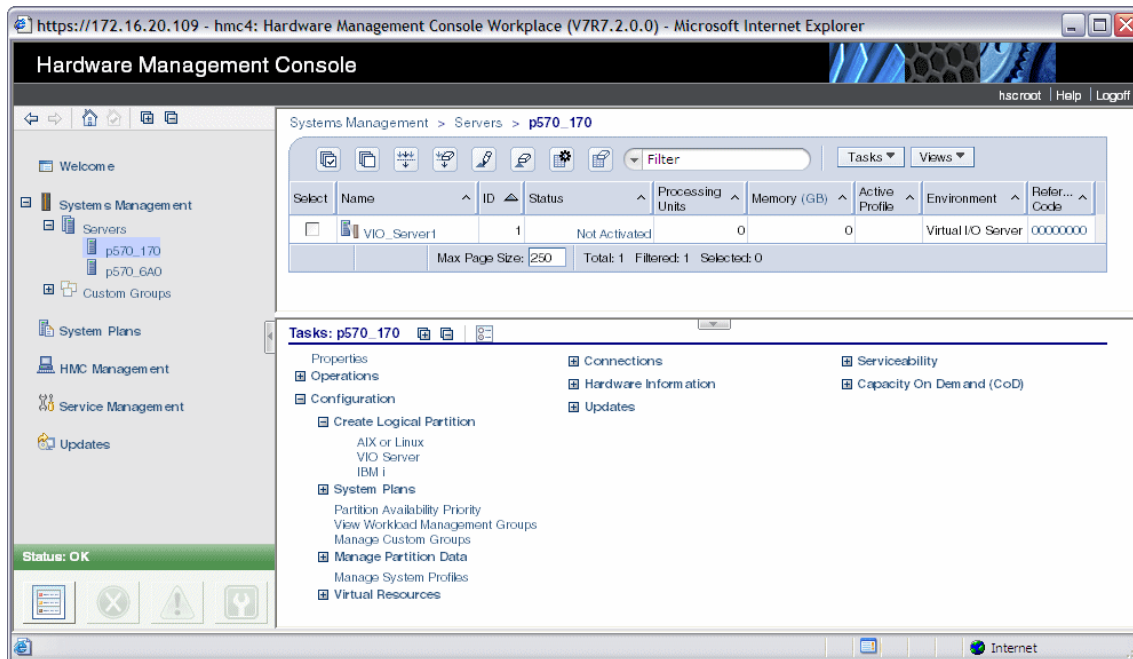 https://172.16.20.109 - hmc4: Hardware Management Console Workplace (V7R7.2.0.0) - Microsoft Internet Explorer
Hardware Management Console
hscroot | Help | Logoff
Systems Management > Servers > p570_170
Welcome
Systems Management
Servers
p570_170
p570_6A0
Custom Groups
System Plans
HMC Management
Service Management
Updates
Status: OK
Filter
Tasks
Views
Select Name ID Status Processing Units Memory (GB) Active Profile Environment Refer... Code
VIO_Server1 1 Not Activated 0 0 Virtual I/O Server 00000000
Max Page Size: 250 Total: 1 Filtered: 1 Selected: 0
Tasks: p570_170
Properties
Operations
Configuration
Create Logical Partition
AIX or Linux
VIO Server
IBM i
System Plans
Partition Availability Priority
View Workload Management Groups
Manage Custom Groups
Manage Partition Data
Manage System Profiles
Virtual Resources
Connections
Hardware Information
Updates
Serviceability
Capacity On Demand (CoD)
Internet